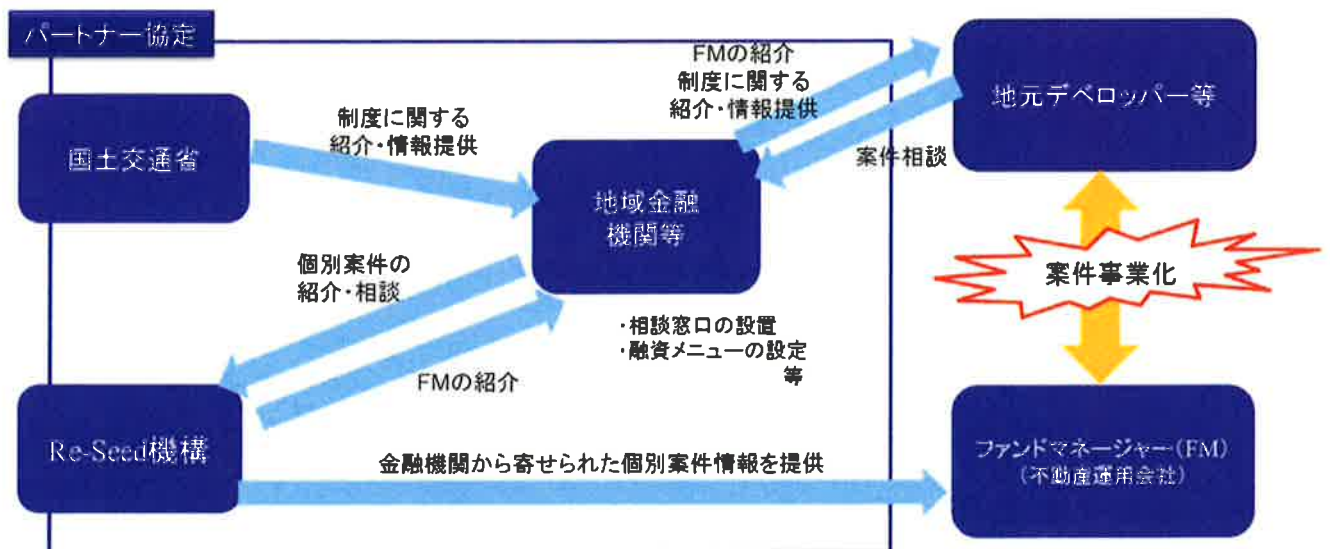 パートナー協定
国土交通省
制度に関する
紹介・情報提供
地域金融
機関等
FMの紹介
制度に関する
紹介・情報提供
案件相談
地元デベロッパー等
個別案件の
紹介・相談
FMの紹介
・相談窓口の設置
・融資メニューの設定
等
案件事業化
Re-Seed機構
金融機関から寄せられた個別案件情報を提供
ファンドマネージャー(FM)
(不動産運用会社)